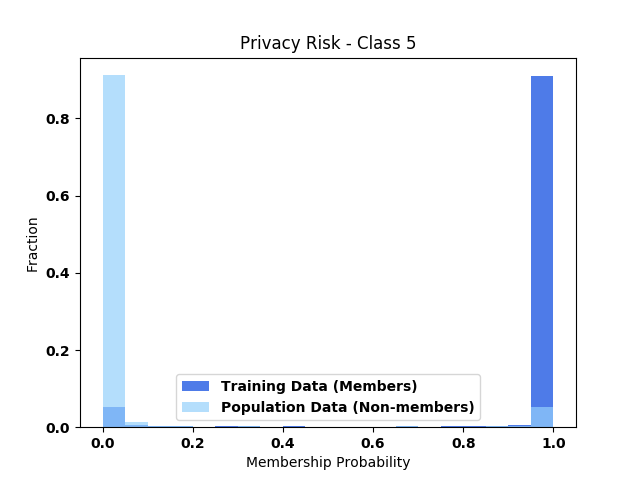 Privacy Risk - Class 5
Fraction
0.8
0.6
0.4
0.2
0.0
Training Data (Members)
Population Data (Non-members)
0.0 0.2 0.4 0.6 0.8 1.0
Membership Probability